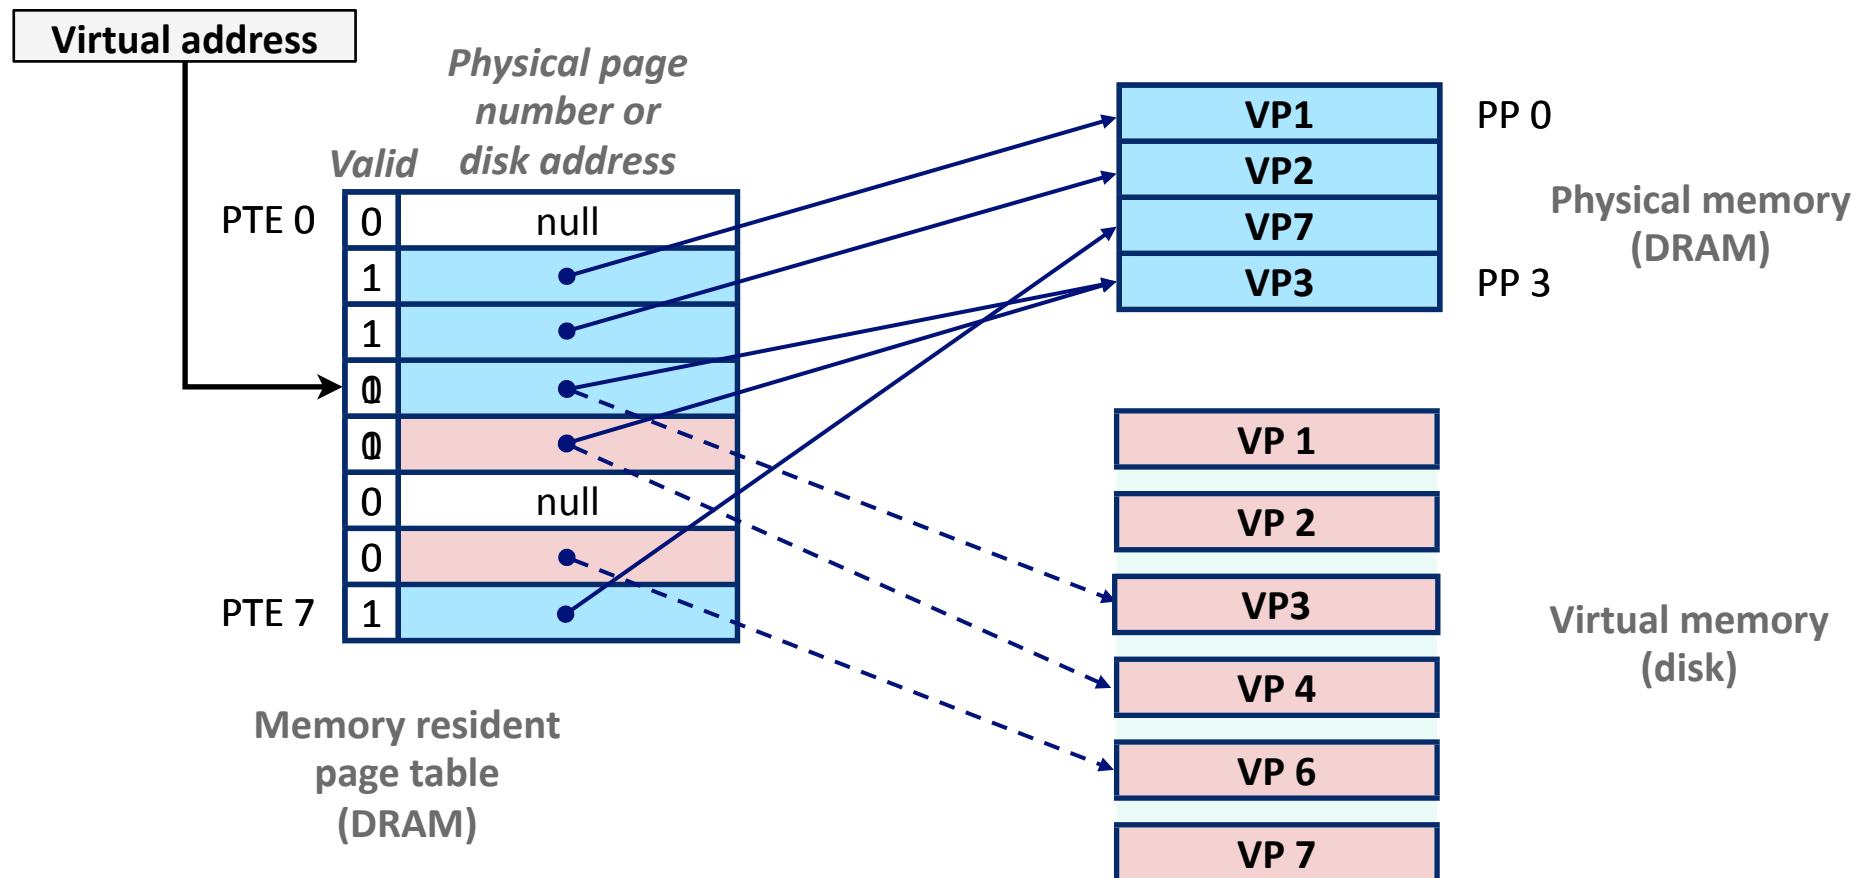 Virtual address
Physical page
number or
disk address
Valid
PTE 0
0
null
1
1
0
0
0
null
0
PTE 7
1
Memory resident
page table
(DRAM)
VP1
PP 0
VP2
VP7
VP3
PP 3
Physical memory
(DRAM)
VP 1
VP 2
VP3
VP 4
VP 6
VP 7
Virtual memory
(disk)